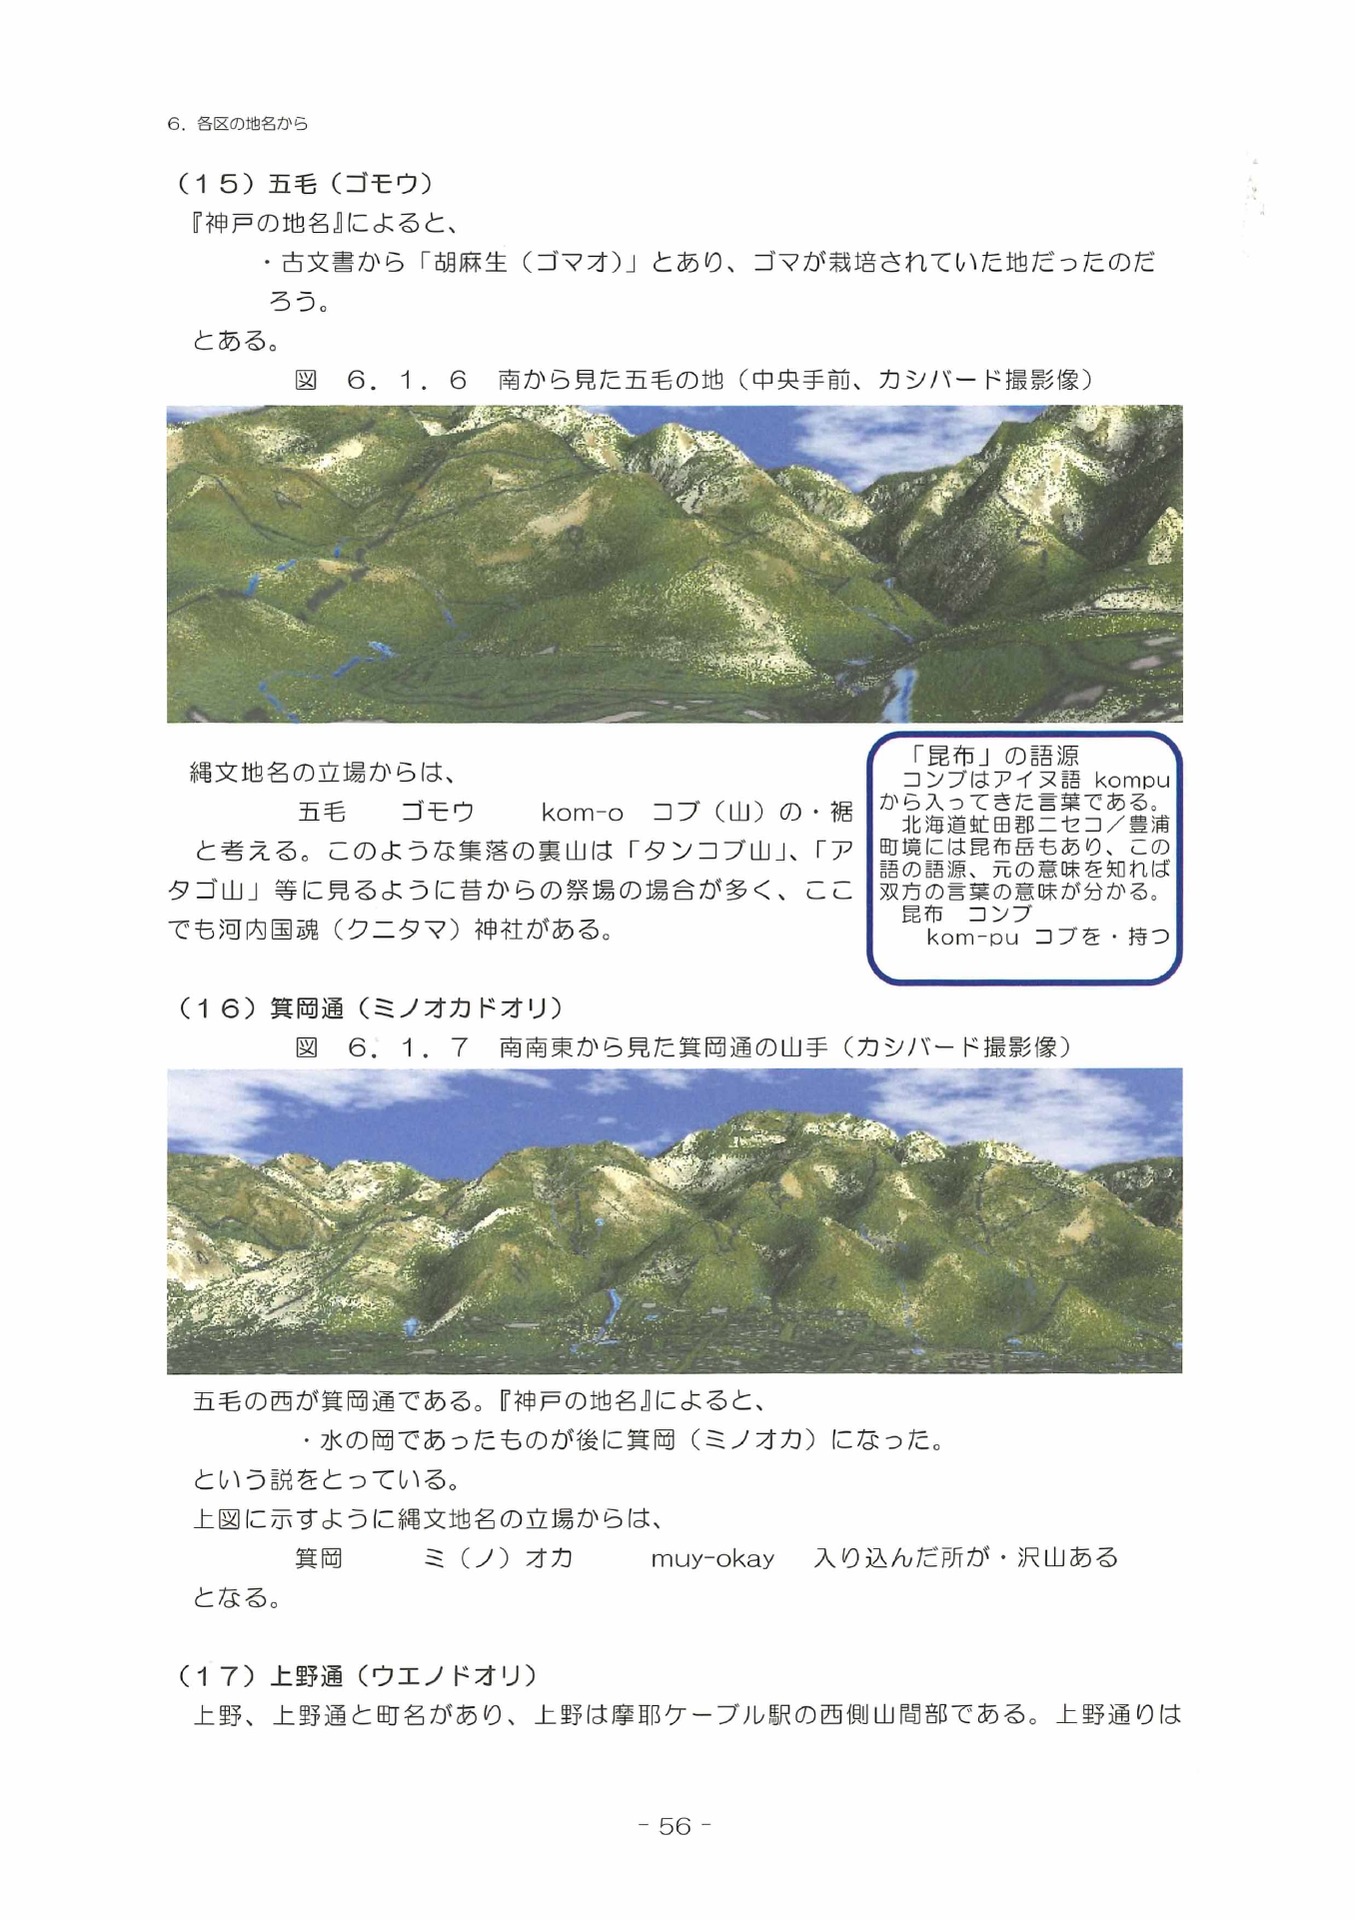 6．各区の地名から
（１５）五毛（ゴモウ）
『神戸の地名』によると、
・古文書から「胡麻生（ゴマオ）」とあり、ゴマが栽培されていた地だったのだ
ろう。
とある。
図　６．１．６　南から見た五毛の地（中央手前、カシバード撮影像）
縄文地名の立場からは、
五毛　　ゴモウ　　kom-o　コブ（山）の・裾
と考える。このような集落の裏山は「タンコブ山」、「ア
タゴ山」等に見るように昔からの祭場の場合が多く、ここ
でも河内国魂（クニタマ）神社がある。
「昆布」の語源
コンブはアイヌ語 kompu
から入ってきた言葉である。
北海道虻田郡ニセコ／豊浦
町境には昆布岳もあり、この
語の語源、元の意味を知れば
双方の言葉の意味が分かる。
昆布　コンブ
kom-pu コブを・持つ
（１６）箕岡通（ミノオカドオリ）
図　６．１．７　南南東から見た箕岡通の山手（カシバード撮影像）
五毛の西が箕岡通である。『神戸の地名』によると、
・水の岡であったものが後に箕岡（ミノオカ）になった。
という説をとっている。
上図に示すように縄文地名の立場からは、
箕岡　　　ミ（ノ）オカ　　　muy-okay　入り込んだ所が・沢山ある
となる。
（１７）上野通（ウエノドオリ）
上野、上野通と町名があり、上野は摩耶ケーブル駅の西側山間部である。上野通りは
- 56 -